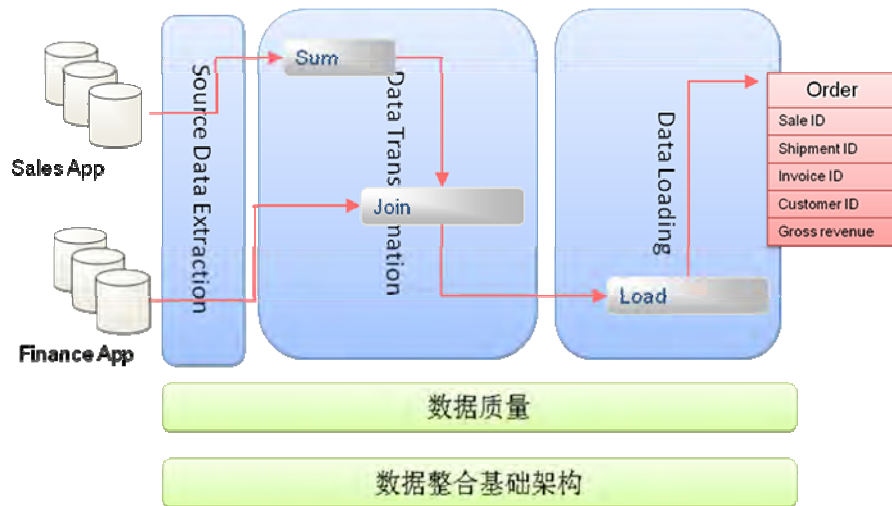 Sales App
Finance App
Source Data Extraction
Sum
Data Trans mation
Join
Data Loading
Load
Order
Sale ID
Shipment ID
Invoice ID
Customer ID
Gross revenue
数据质量
数据整合基础架构